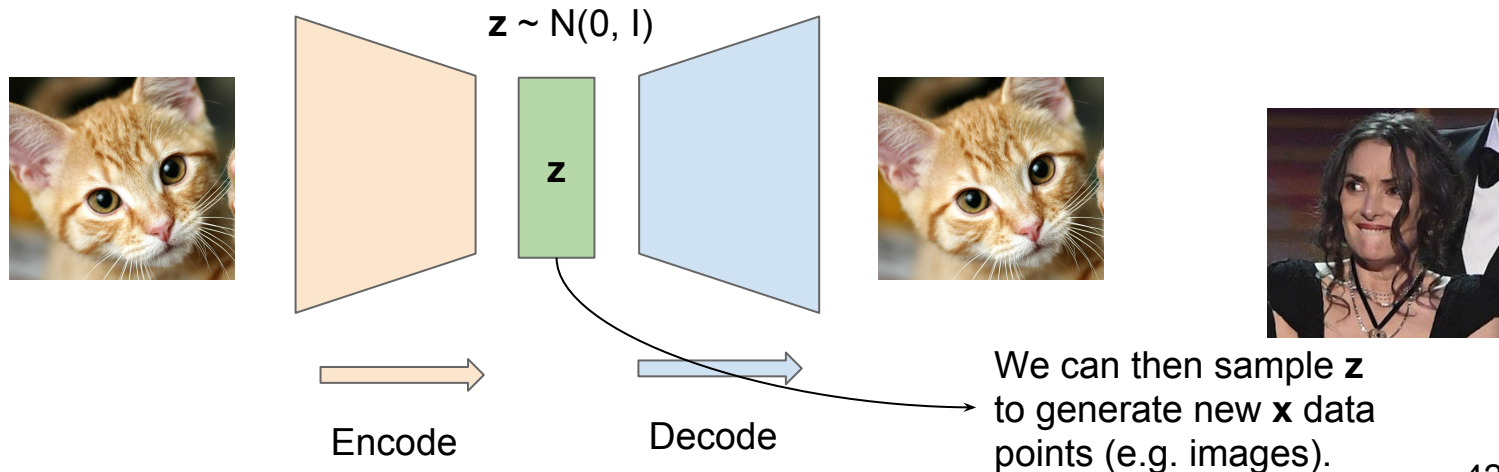 z ~ N(0, I)
z
Encode
Decode
We can then sample z
to generate new x data
points (e.g. images).